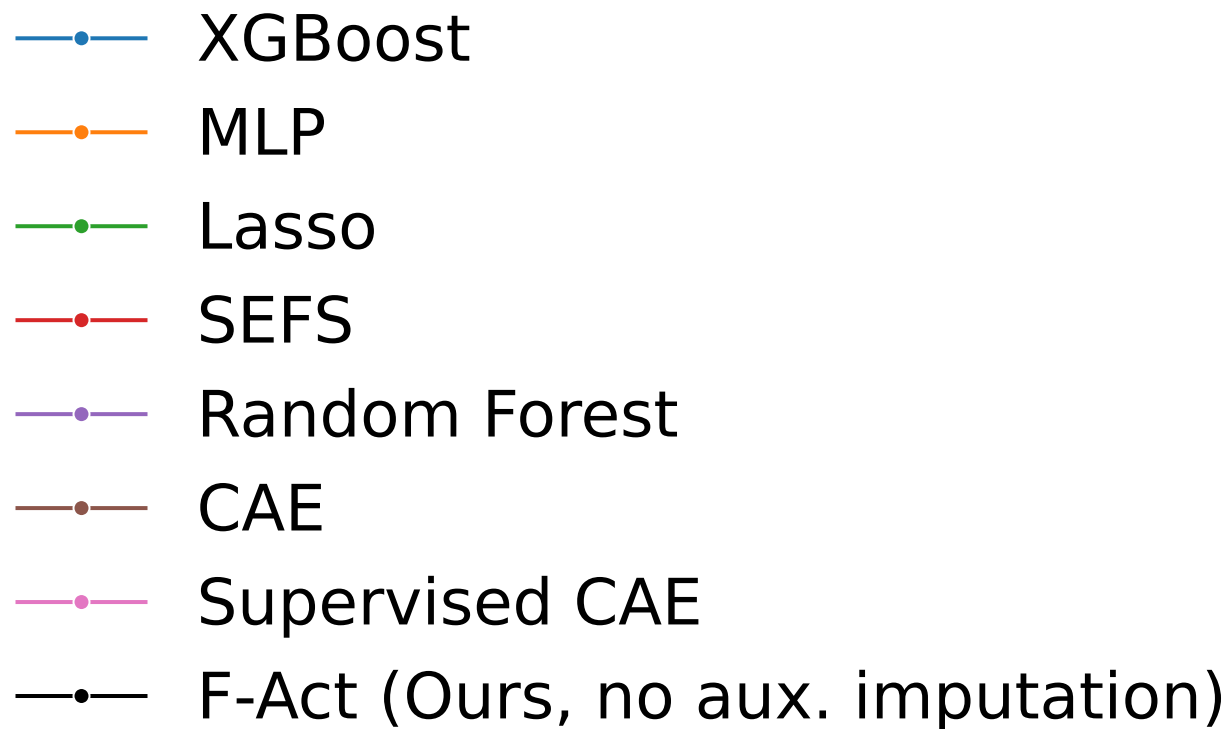 XGBoost
MLP
Lasso
SEFS
Random Forest
CAE
Supervised CAE
F-Act (Ours, no aux. imputation)